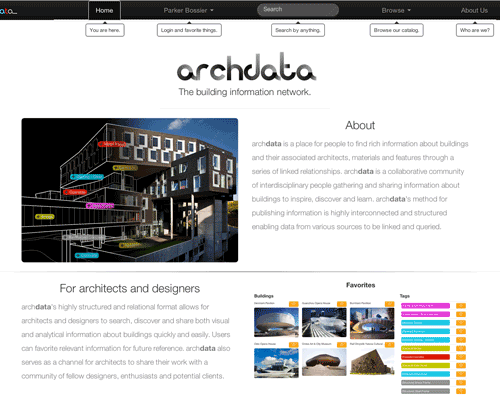 data_
Home
Parker Bossier
Search
Browse
About Us
You are here.
Login and favorite things.
Search by anything.
Browse our catalog.
Who are we?
archdata
The building information network.
About
archdata is a place for people to find rich information about buildings
and their associated architects, materials and features through a
series of linked relationships. archdata is a collaborative community
of interdisciplinary people gathering and sharing information about
buildings to inspire, discover and learn. archdata's method for
publishing information is highly interconnected and structured
enabling data from various sources to be linked and queried.
For architects and designers
archdata's highly structured and relational format allows for
architects and designers to search, discover and share both visual
and analytical information about buildings quickly and easily. Users
can favorite relevant information for future reference. archdata also
serves as a channel for architects to share their work with a
community of fellow designers, enthusiasts and potential clients.
Favorites
Buildings
Tags